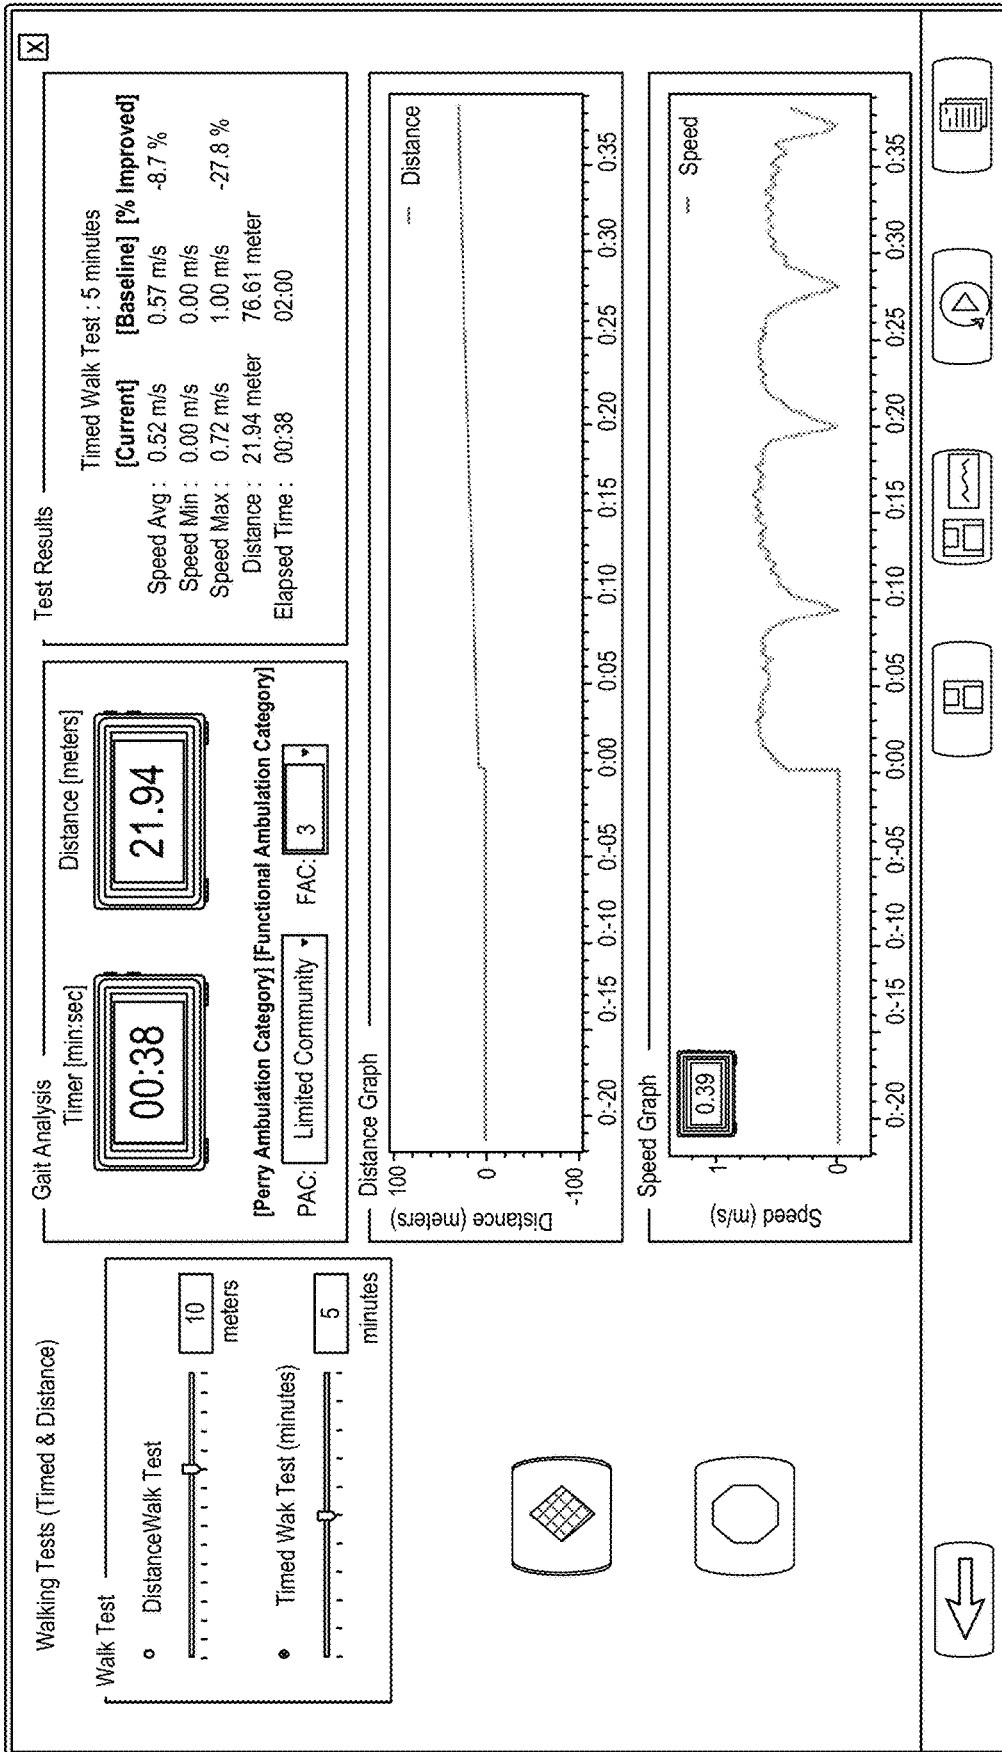 X
Walking Tests (Timed & Distance)
Walk Test
DistanceWalk Test
10
meters
Timed Wak Test (minutes)
5
minutes
Gait Analysis
Timer [min:sec]
Distance [meters]
00:38
21.94
[Perry Ambulation Category] [Functional Ambulation Category]
PAC: Limited Community
FAC: 3
Test Results
Timed Walk Test : 5 minutes
[Current] [Baseline] [% Improved]
Speed Avg : 0.52 m/s 0.57 m/s -8.7 %
Speed Min : 0.00 m/s 0.00 m/s
Speed Max : 0.72 m/s 1.00 m/s -27.8 %
Distance : 21.94 meter 76.61 meter
Elapsed Time : 00:38 02:00
Distance Graph
Distance (meters)
100
0
-100
Distance
0:-20 0:-15 0:-10 0:-05 0:00 0:05 0:10 0:15 0:20 0:25 0:30 0:35
Speed Graph
0.39
Speed (m/s)
1
0
Speed
0:-20 0:-15 0:-10 0:-05 0:00 0:05 0:10 0:15 0:20 0:25 0:30 0:35